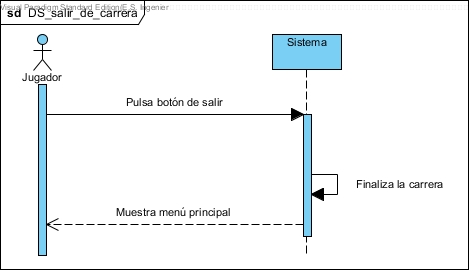 Visual Paradigm Standard Edition(E.S. Ingenier
sd DS_salir_de_carrera
Jugador
Sistema
Pulsa botón de salir
Finaliza la carrera
Muestra menú principal